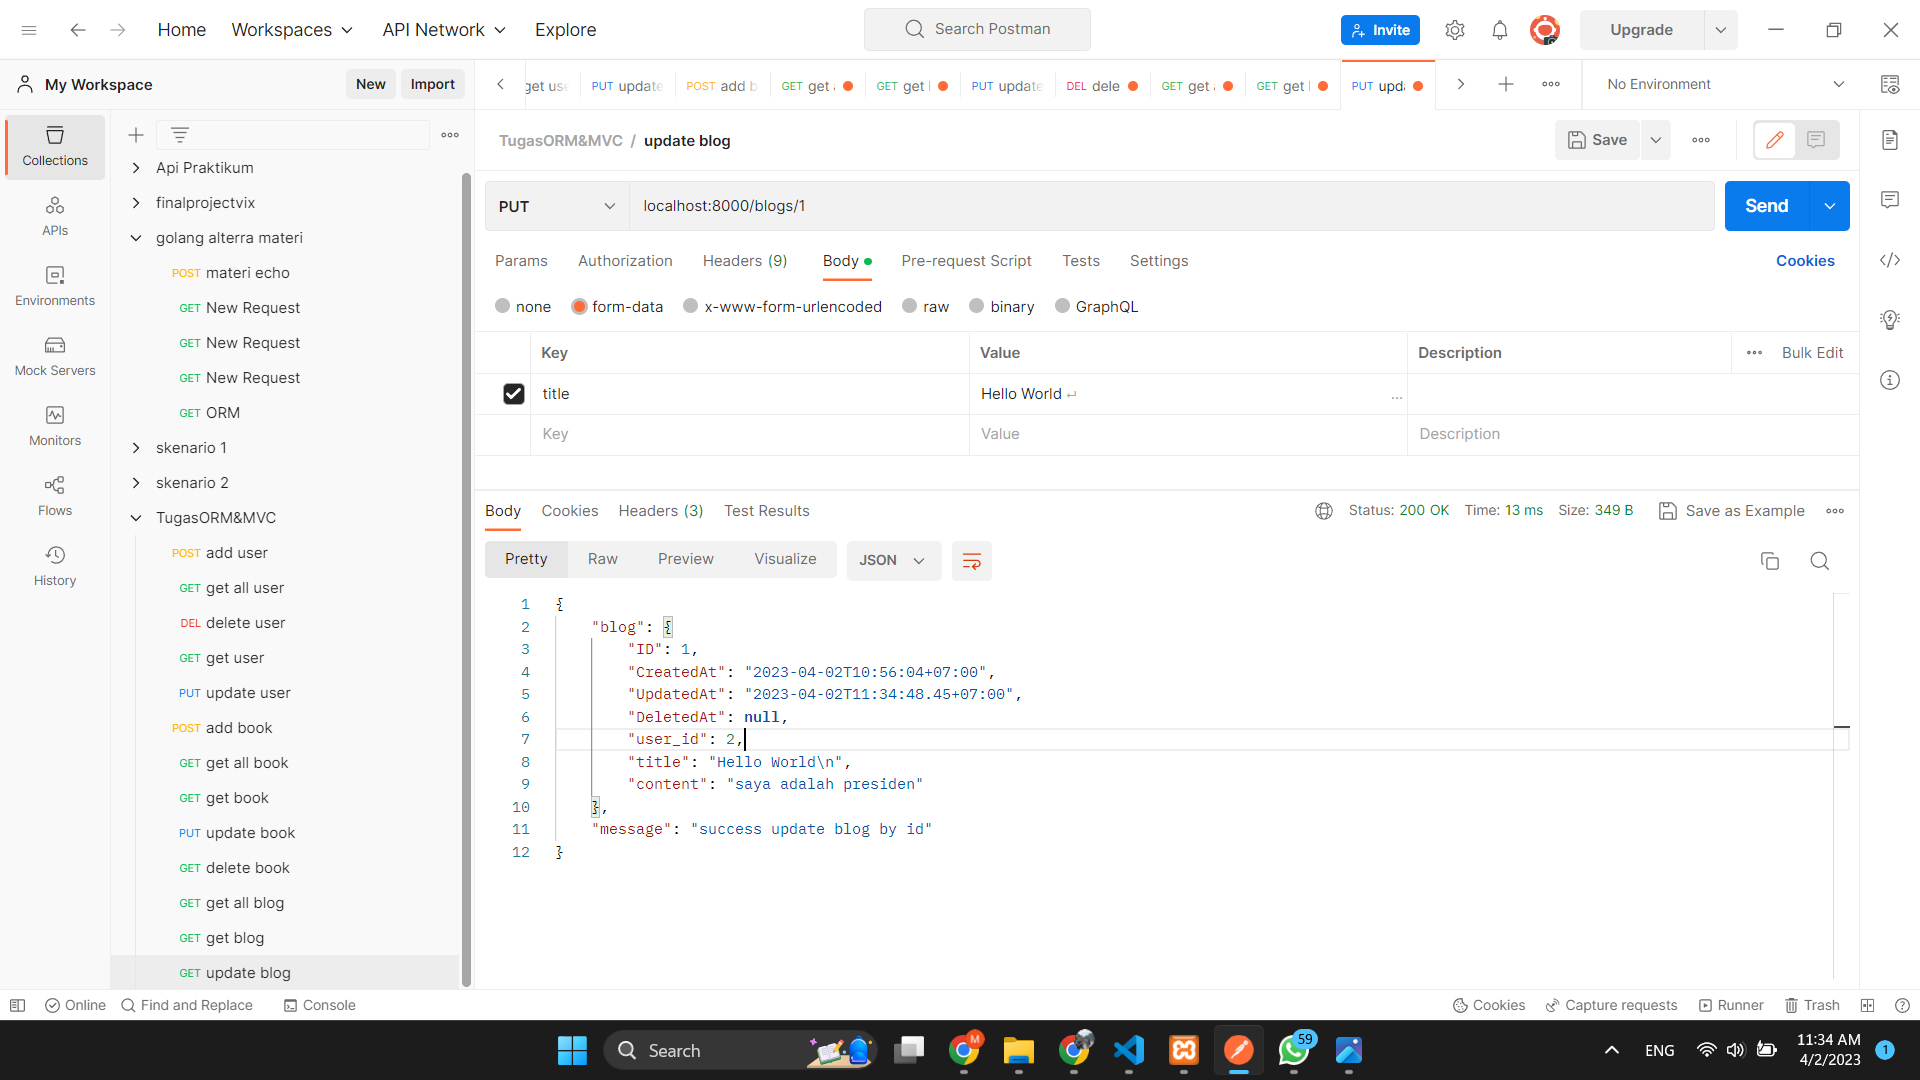 Home Workspaces API Network Explore Search Postman Invite Upgrade
My Workspace New Import
get use PUT update POST add b GET get a GET get l PUT update DEL dele GET get a GET get l PUT upda No Environment
Collections
APIs
Environments
Mock Servers
Monitors
Flows
History
Api Praktikum
finalprojectvix
golang alterra materi
POST materi echo
GET New Request
GET New Request
GET New Request
GET ORM
skenario 1
skenario 2
TugasORM&MVC
POST add user
GET get all user
DEL delete user
GET get user
PUT update user
POST add book
GET get all book
GET get book
PUT update book
GET delete book
GET get all blog
GET get blog
GET update blog
TugasORM&MVC / update blog Save
PUT localhost:8000/blogs/1 Send
Params Authorization Headers (9) Body Pre-request Script Tests Settings Cookies
none form-data x-www-form-urlencoded raw binary GraphQL
Key Value Description Bulk Edit
title Hello World ↵ ...
Key Value Description
Body Cookies Headers (3) Test Results Status: 200 OK Time: 13 ms Size: 349 B Save as Example
Pretty Raw Preview Visualize JSON
1 {
2 "blog": {
3 "ID": 1,
4 "CreatedAt": "2023-04-02T10:56:04+07:00",
5 "UpdatedAt": "2023-04-02T11:34:48.45+07:00",
6 "DeletedAt": null,
7 "user_id": 2,
8 "title": "Hello World\n",
9 "content": "saya adalah presiden"
10 },
11 "message": "success update blog by id"
12 }
Online Find and Replace Console Cookies Capture requests Runner Trash
Search M 59 ENG 11:34 AM 1
4/2/2023